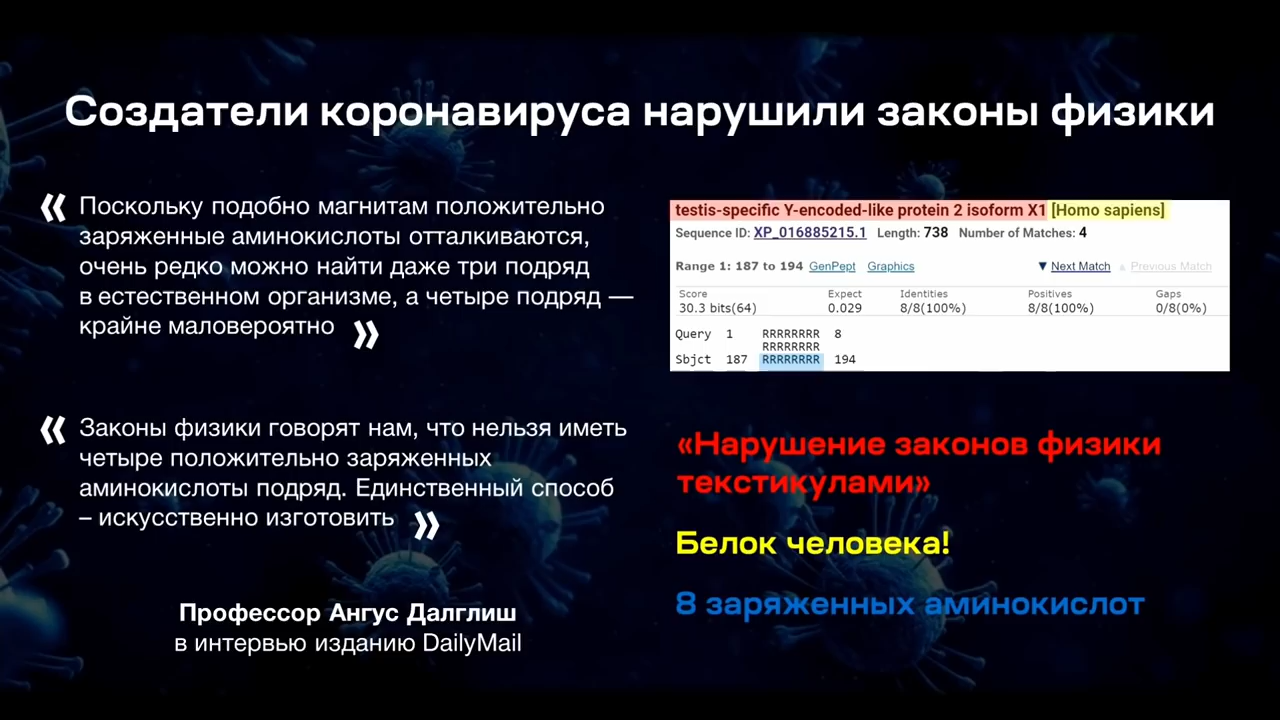 Создатели коронавируса нарушили законы физики
« Поскольку подобно магнитам положительно
заряженные аминокислоты отталкиваются,
очень редко можно найти даже три подряд
в естественном организме, а четыре подряд —
крайне маловероятно »
« Законы физики говорят нам, что нельзя иметь
четыре положительно заряженных
аминокислоты подряд. Единственный способ
– искусственно изготовить »
Профессор Ангус Далглиш
в интервью изданию DailyMail
testis-specific Y-encoded-like protein 2 isoform X1 [Homo sapiens]
Sequence ID: XP_016885215.1 Length: 738 Number of Matches: 4
Range 1: 187 to 194 GenPept Graphics ▼ Next Match ▲ Previous Match
Score Expect Identities Positives Gaps
30.3 bits(64) 0.029 8/8(100%) 8/8(100%) 0/8(0%)
Query 1 RRRRRRRR 8
RRRRRRRR
Sbjct 187 RRRRRRRR 194
«Нарушение законов физики
текстикулами»
Белок человека!
8 заряженных аминокислот